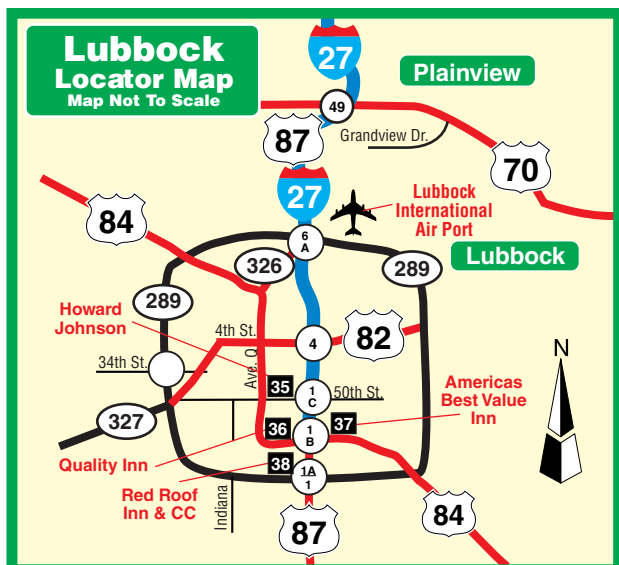 Lubbock
Locator Map
Map Not To Scale
27
Plainview
49
87
Grandview Dr.
70
27
Lubbock
International
Air Port
84
6
A
326
289
Lubbock
289
Howard
Johnson
4th St.
4
82
N
34th St.
Ave. Q
35
1
C
50th St.
Americas
Best Value
Inn
327
36
1
B
37
Quality Inn
38
1A
1
Red Roof
Inn & CC
Indiana
87
84